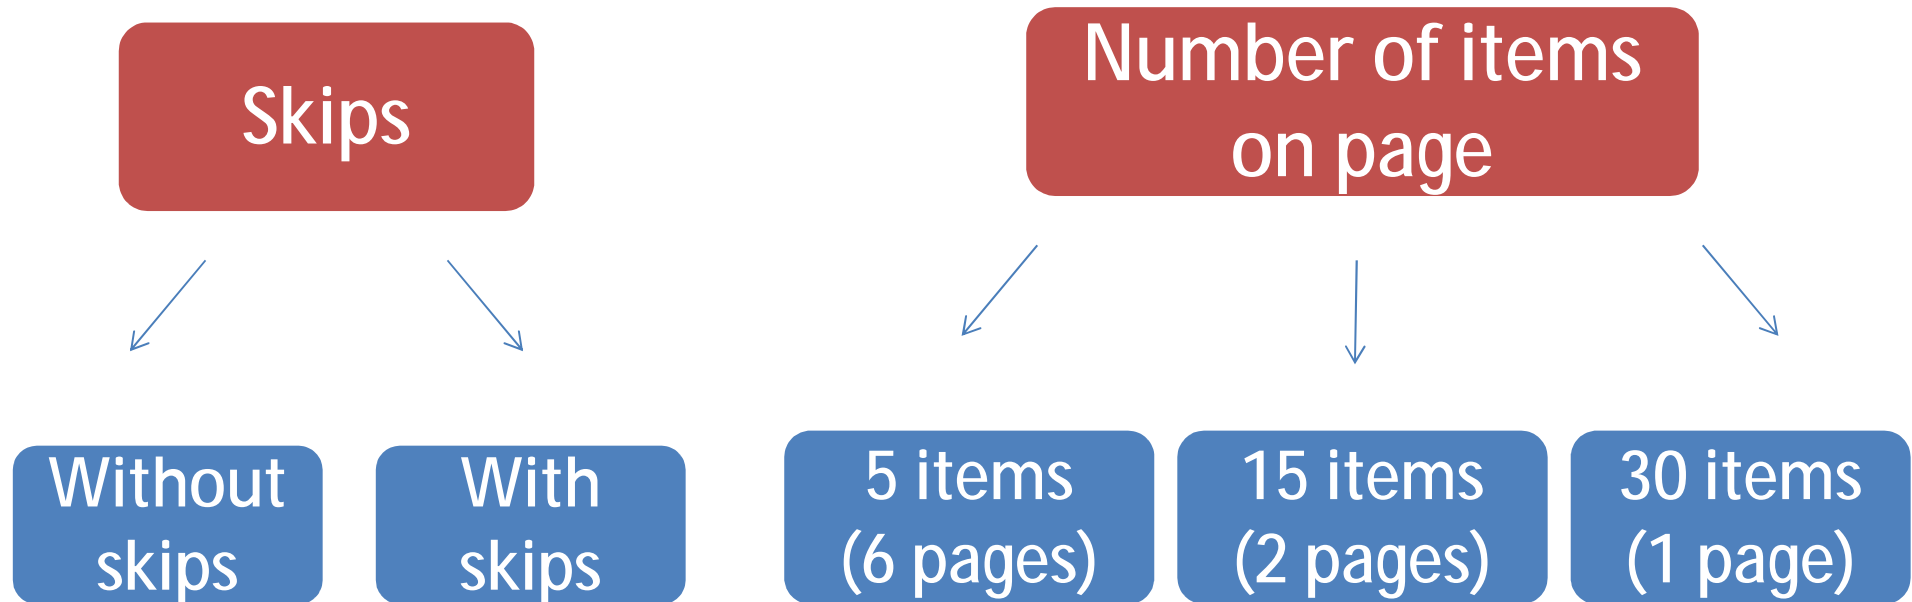 Skips
Number of items
on page
Without
skips
With
skips
5 items
(6 pages)
15 items
(2 pages)
30 items
(1 page)